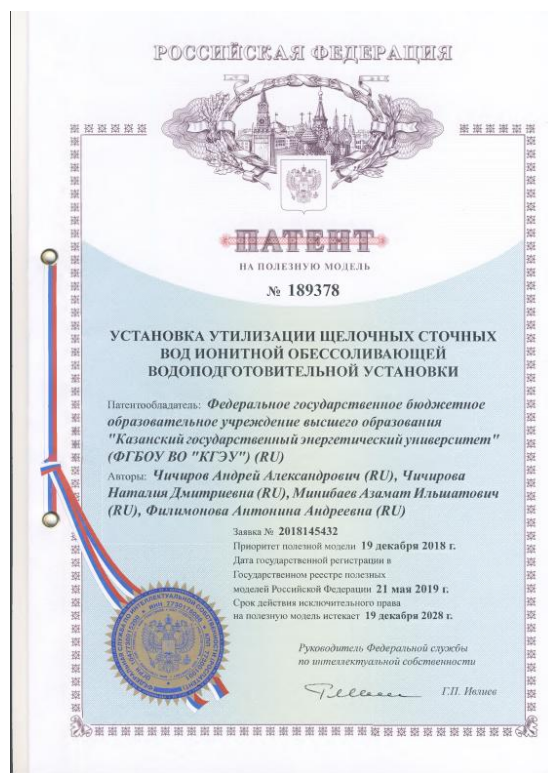 РОССИЙСКАЯ ФЕДЕРАЦИЯ
ПАТЕНТ
НА ПОЛЕЗНУЮ МОДЕЛЬ
№ 189378
УСТАНОВКА УТИЛИЗАЦИИ ЩЕЛОЧНЫХ СТОЧНЫХ
ВОД ИОНИТНОЙ ОБЕССОЛИВАЮЩЕЙ
ВОДОПОДГОТОВИТЕЛЬНОЙ УСТАНОВКИ
Патентообладатель: Федеральное государственное бюджетное
образовательное учреждение высшего образования
"Казанский государственный энергетический университет"
(ФГБОУ ВО "КГЭУ") (RU)
Авторы: Чичиров Андрей Александрович (RU), Чичирова
Наталия Дмитриевна (RU), Минибаев Азамат Ильшатович
(RU), Филимонова Антонина Андреевна (RU)
Заявка № 2018145432
Приоритет полезной модели 19 декабря 2018 г.
Дата государственной регистрации в
Государственном реестре полезных
моделей Российской Федерации 21 мая 2019 г.
Срок действия исключительного права
на полезную модель истекает 19 декабря 2028 г.
Руководитель Федеральной службы
по интеллектуальной собственности
Г.П. Ивлиев